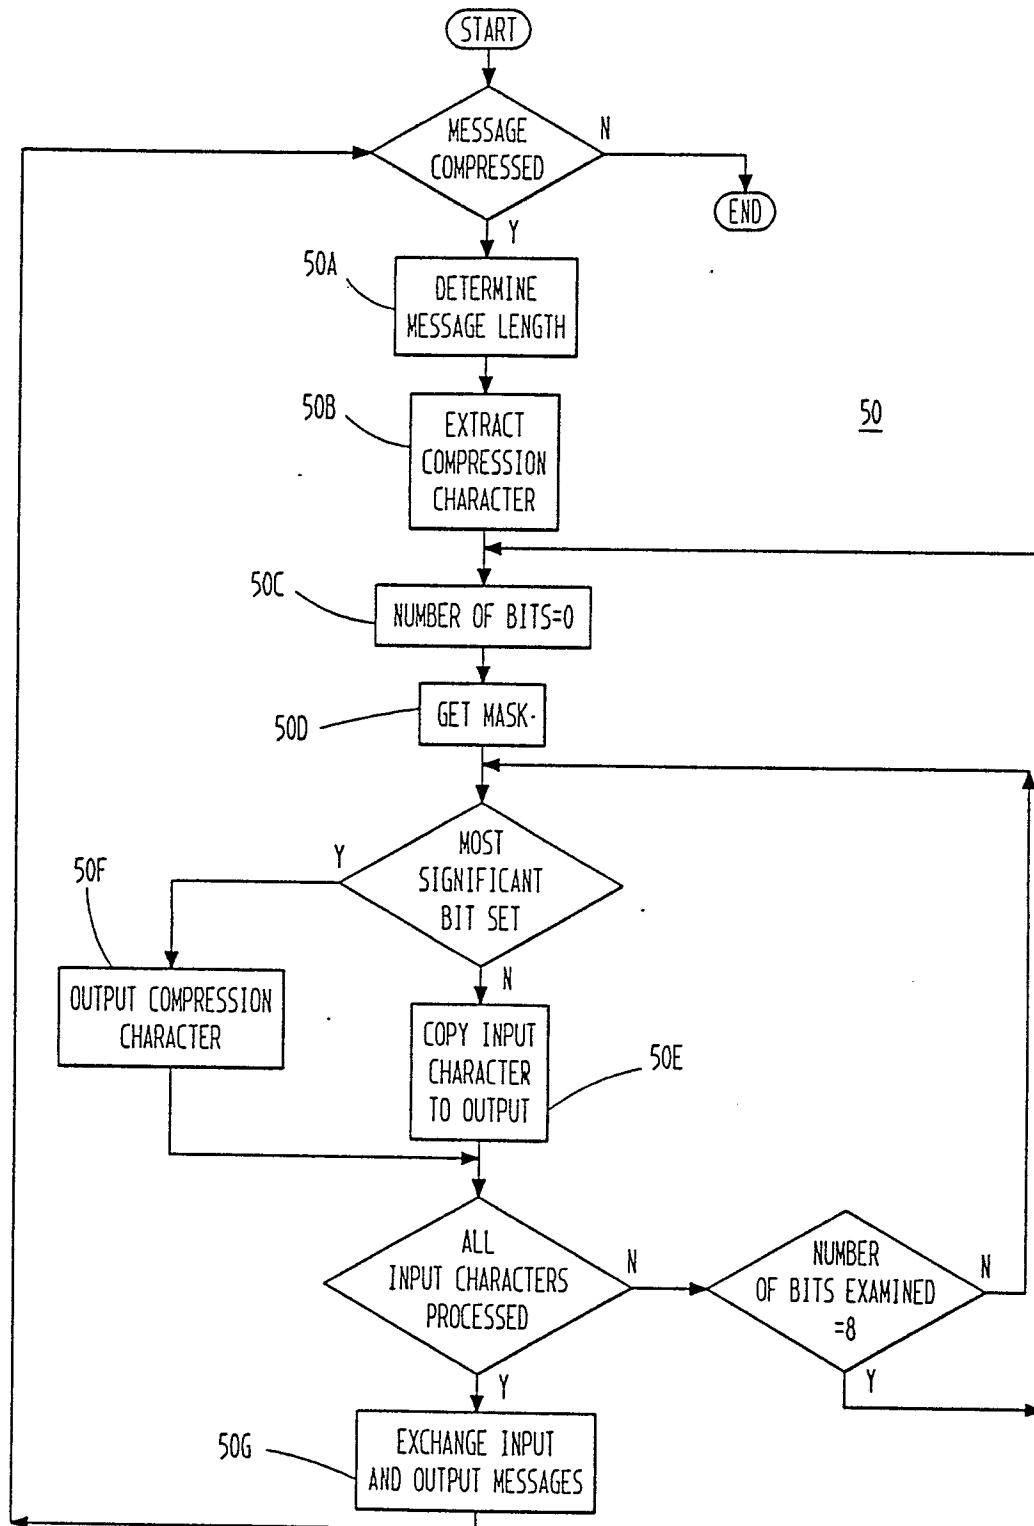 START
MESSAGE
COMPRESSED
N
END
Y
50A
DETERMINE
MESSAGE LENGTH
50B
EXTRACT
COMPRESSION
CHARACTER
50
50C
NUMBER OF BITS=0
50D
GET MASK
MOST
SIGNIFICANT
BIT SET
Y
50F
N
OUTPUT COMPRESSION
CHARACTER
COPY INPUT
CHARACTER
TO OUTPUT
50E
ALL
INPUT CHARACTERS
PROCESSED
N
NUMBER
OF BITS EXAMINED
=8
N
Y
Y
50G
EXCHANGE INPUT
AND OUTPUT MESSAGES